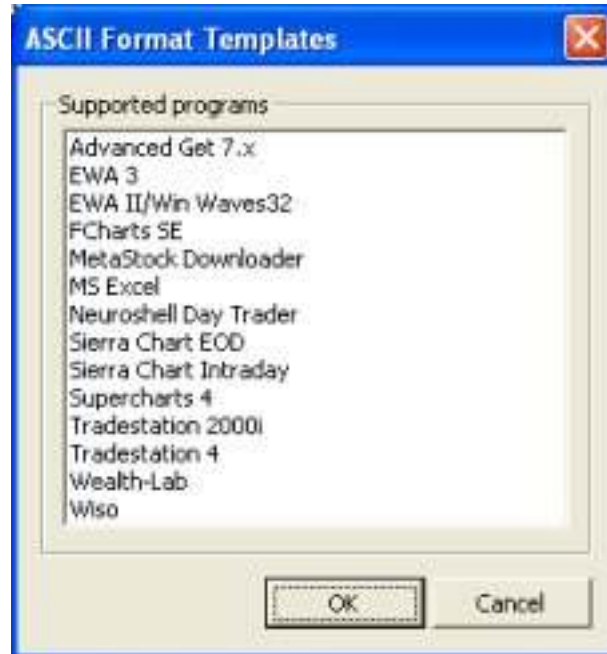 ASCII Format Templates
Supported programs
Advanced Get 7.x
EWA 3
EWA II/Win Waves32
FCharts SE
MetaStock Downloader
MS Excel
Neuroshell Day Trader
Sierra Chart EOD
Sierra Chart Intraday
Supercharts 4
Tradestation 2000i
Tradestation 4
Wealth-Lab
Wiso
OK Cancel